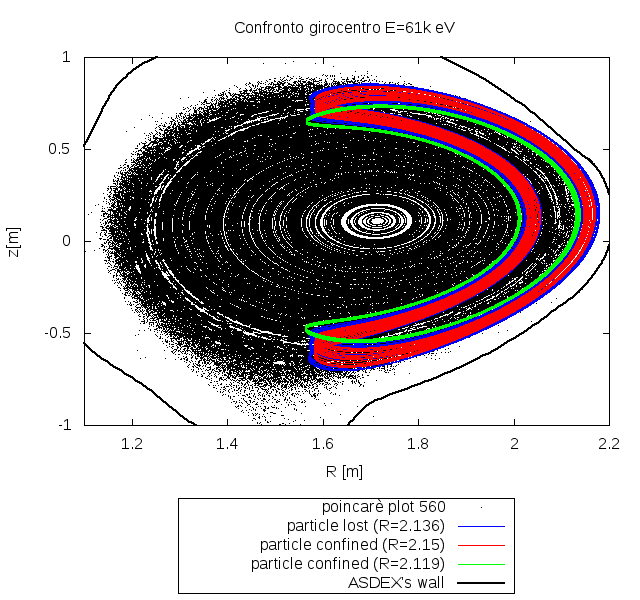 Confronto girocentro E=61k eV
1
0.5
0
-0.5
-1
z[m]
1.2 1.4 1.6 1.8 2 2.2
R [m]
poincarè plot 560
particle lost (R=2.136)
particle confined (R=2.15)
particle confined (R=2.119)
ASDEX's wall